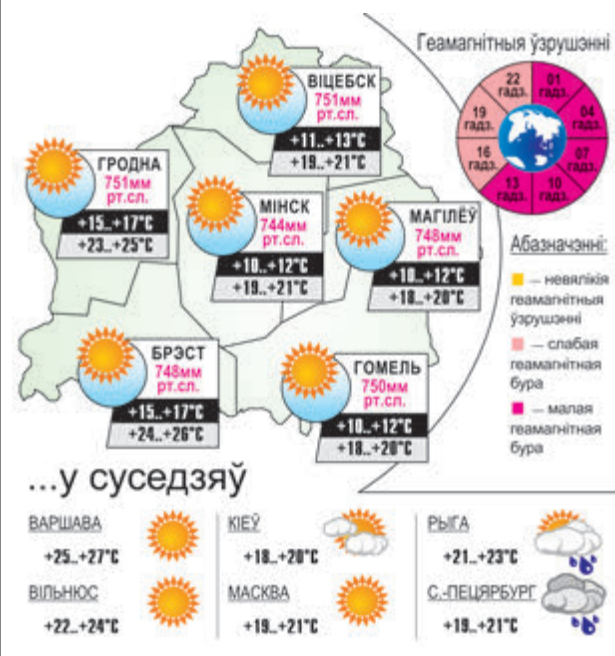 Геамагнітныя ўзрушэнні
22 гадз.
01 гадз.
04 гадз.
07 гадз.
10 гадз.
13 гадз.
16 гадз.
19 гадз.
ВІЦЕБСК
751мм
рт.сл.
+11..+13°C
+19..+21°C
ГРОДНА
751мм
рт.сл.
+15..+17°C
+23..+25°C
МІНСК
744мм
рт.сл.
+10..+12°C
+19..+21°C
МАГІЛЁЎ
748мм
рт.сл.
+10..+12°C
+18..+20°C
БРЭСТ
748мм
рт.сл.
+15..+17°C
+24..+26°C
ГОМЕЛЬ
750мм
рт.сл.
+10..+12°C
+18..+20°C
Абазначэнні:
— невялікія
геамагнітныя
ўзрушэнні
— слабая
геамагнітная
бура
— малая
геамагнітная
бура
...у суседзяў
ВАРШАВА
+25..+27°C
КІЕЎ
+18..+20°C
РЫГА
+21..+23°C
ВІЛЬНЮС
+22..+24°C
МАСКВА
+19..+21°C
С.-ПЕЦЯРБУРГ
+19..+21°C